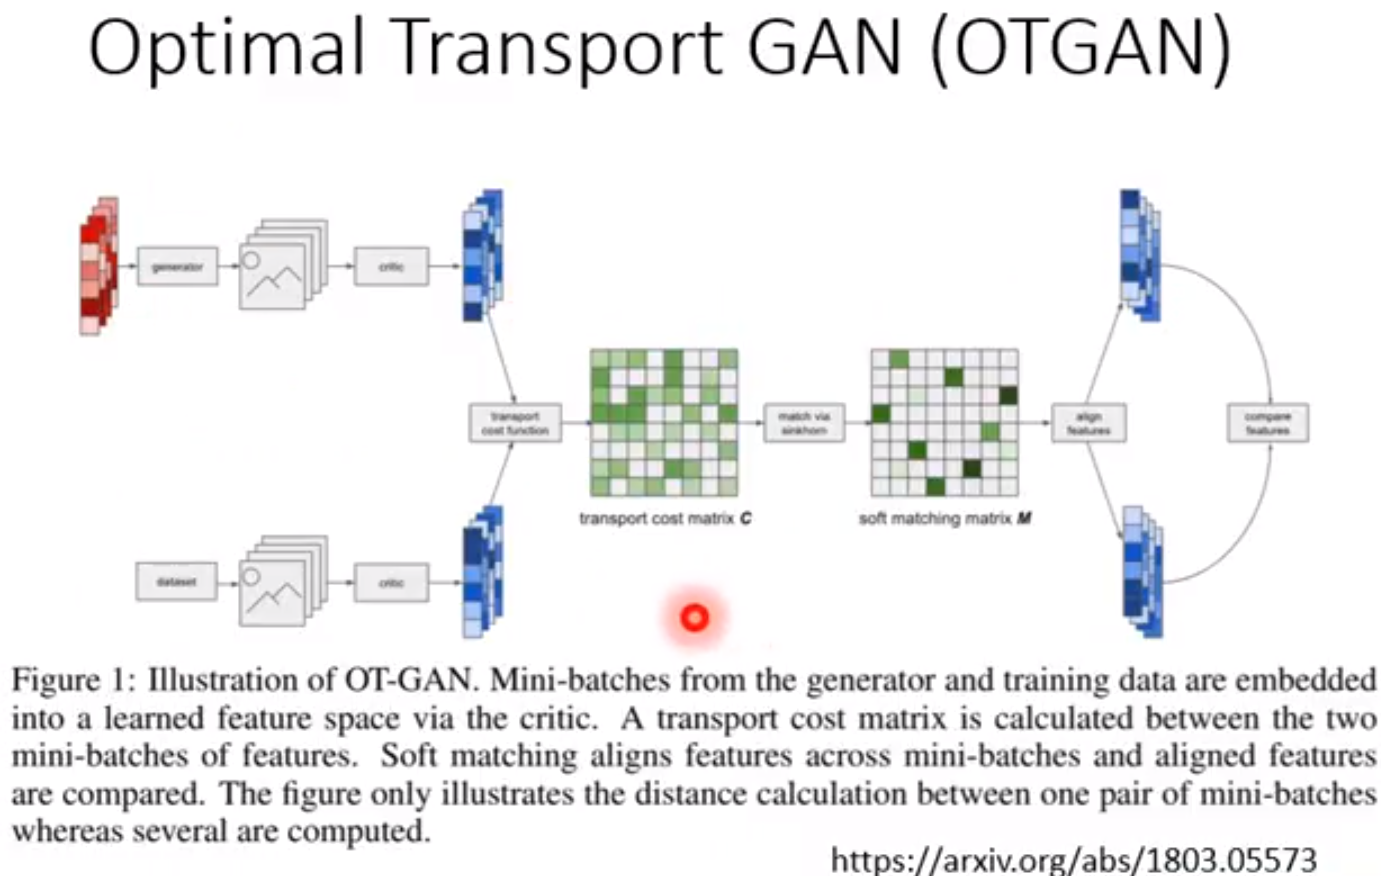 Optimal Transport GAN (OTGAN)
generator
critic
transport
cost function
transport cost matrix C
match via
sinkhorn
soft matching matrix M
align
features
compare
features
dataset
critic
Figure 1: Illustration of OT-GAN. Mini-batches from the generator and training data are embedded
into a learned feature space via the critic. A transport cost matrix is calculated between the two
mini-batches of features. Soft matching aligns features across mini-batches and aligned features
are compared. The figure only illustrates the distance calculation between one pair of mini-batches
whereas several are computed.
https://arxiv.org/abs/1803.05573